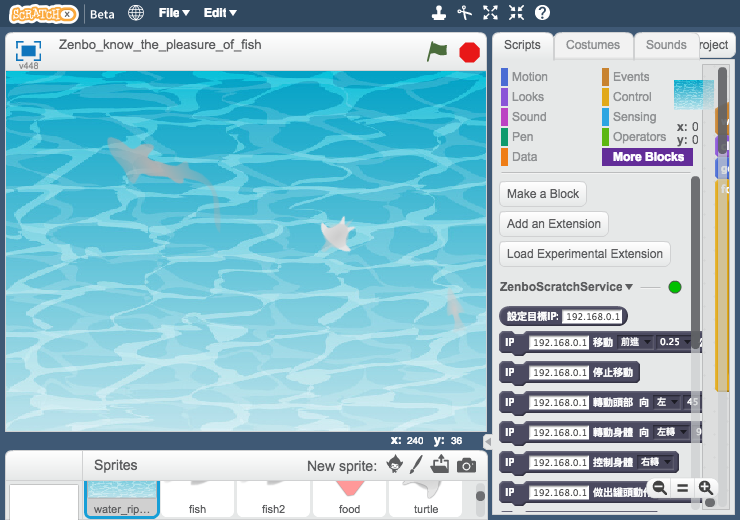 SCRATCHX
Beta
File
Edit
Zenbo_know_the_pleasure_of_fish
v448
x: 240 y: 36
Sprites
New sprite:
water_rip...
fish
fish2
food
turtle
Scripts
Costumes
Sounds
roject
Motion
Looks
Sound
Pen
Data
Events
Control
Sensing
Operators
More Blocks
x: 0
y: 0
Make a Block
Add an Extension
Load Experimental Extension
ZenboScratchService
設定目標IP: 192.168.0.1
IP 192.168.0.1 移動 前進 0.25
IP 192.168.0.1 停止移動
IP 192.168.0.1 轉動頭部 向 左 45
IP 192.168.0.1 轉動身體 向 左轉 9
IP 192.168.0.1 控制身體 右轉
IP 192.168.0.1 做出罐頭動